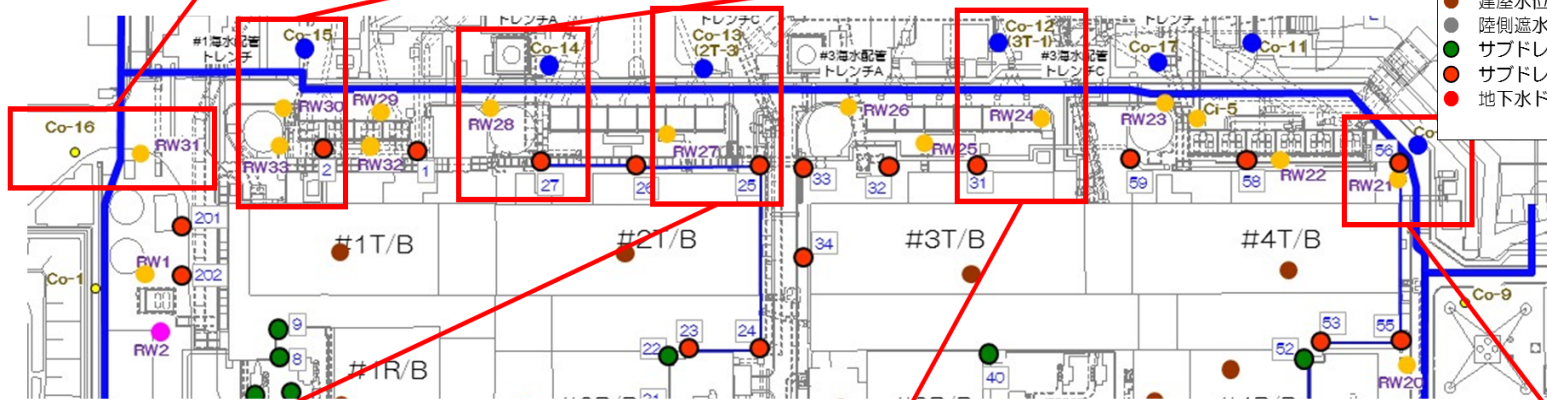 建屋水位
陸側遮水
サブドレ
サブドレ
地下水ド
トレンチA
トレンチC
トレンチ
Co-15
#1海水配管
トレンチ
Co-14
Co-13
(2T-3)
#3海水配管
トレンチA
Co-12
(3T-1)
#3海水配管
トレンチC
Co-17
Co-11
Co-16
RW31
RW30
RW29
RW28
RW27
RW26
RW25
RW24
RW23
Ci-5
Co-
RW33
2
RW32
1
27
26
25
33
32
31
59
58
RW22
56
RW21
201
202
RW1
Co-1
RW2
#1T/B
#2T/B
34
#3T/B
#4T/B
Co-9
9
8
#1R/B
22
23
24
21
40
52
53
55
RW20